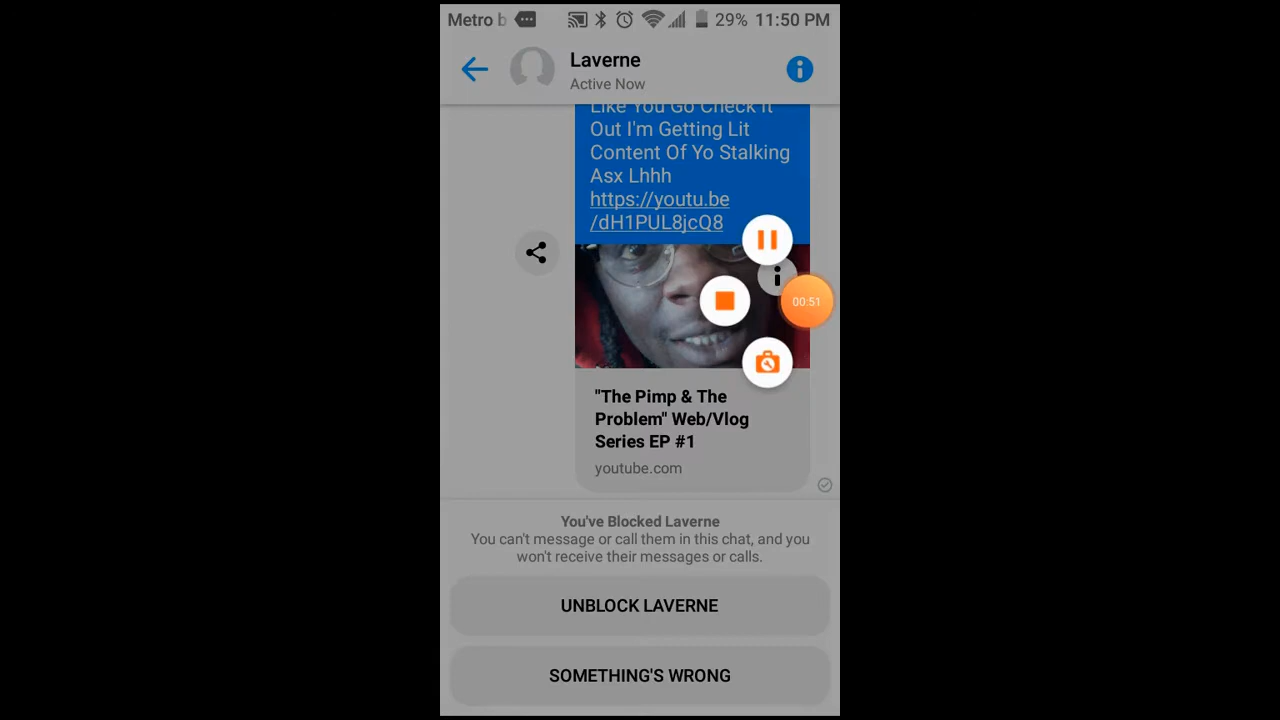 Metro b 29% 11:50 PM
Laverne
Active Now
Like You Go Check It
Out I'm Getting Lit
Content Of Yo Stalking
Asx Lhhh
https://youtu.be
/dH1PUL8jcQ8
00:51
"The Pimp & The
Problem" Web/Vlog
Series EP #1
youtube.com
You've Blocked Laverne
You can't message or call them in this chat, and you
won't receive their messages or calls.
UNBLOCK LAVERNE
SOMETHING'S WRONG